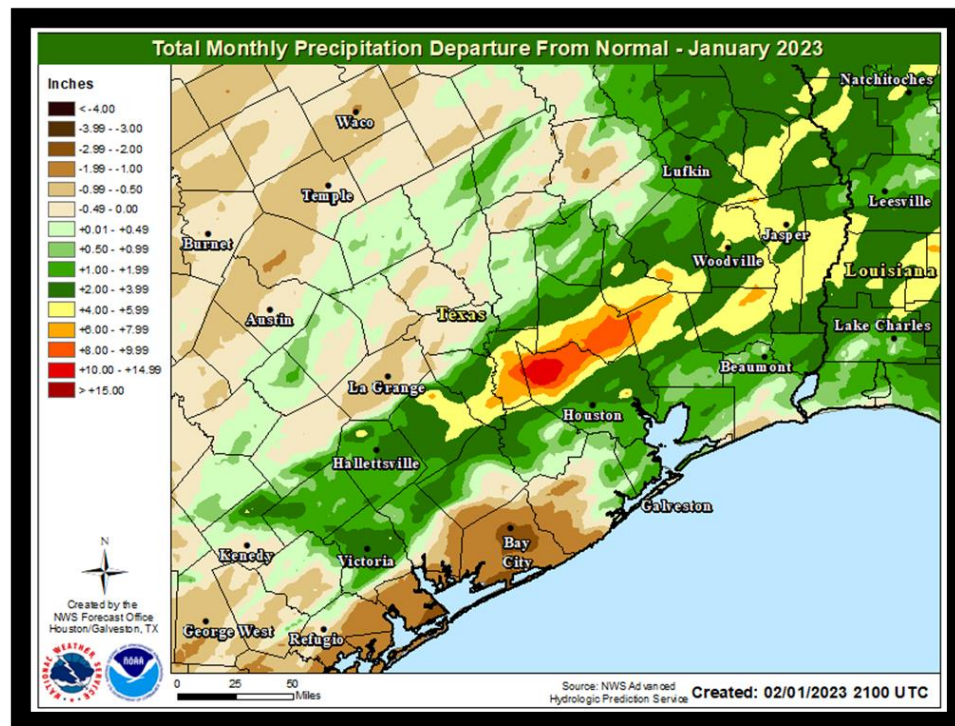 Total Monthly Precipitation Departure From Normal - January 2023
Inches
< -4.00
-3.99 - -3.00
-2.99 - -2.00
-1.99 - -1.00
-0.99 - -0.50
-0.49 - 0.00
+0.01 - +0.49
+0.50 - +0.99
+1.00 - +1.99
+2.00 - +3.99
+4.00 - +5.99
+6.00 - +7.99
+8.00 - +9.99
+10.00 - +14.99
> +15.00
Natchitoches
Waco
Lufkin
Temple
Leesville
Burnet
Jasper
Woodville
Louisiana
Austin
Texas
Lake Charles
La Grange
Beaumont
Houston
Hallettsville
Galveston
Bay
City
Kenedy
Victoria
George West
Refugio
N
Created by the
NWS Forecast Office
Houston/Galveston, TX
NATIONAL WEATHER SERVICE
NOAA
0 25 50
Miles
Source: NWS Advanced
Hydrologic Prediction Service
Created: 02/01/2023 2100 UTC